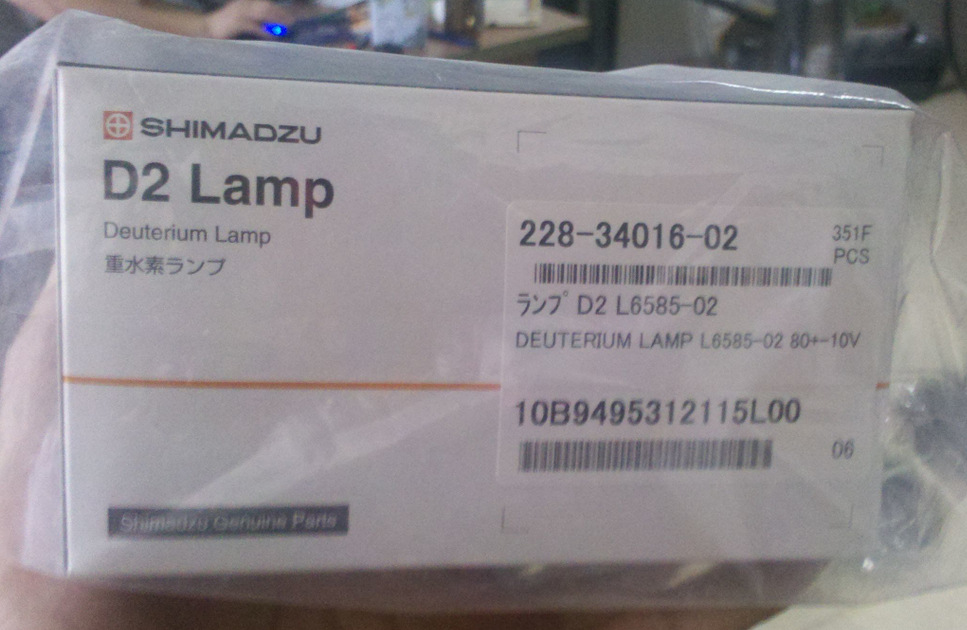 SHIMADZU
D2 Lamp
Deuterium Lamp
重水素ランプ
228-34016-02
351F
PCS
ﾗﾝﾌﾟ D2 L6585-02
DEUTERIUM LAMP L6585-02 80+-10V
10B9495312115L00
06
Shimadzu Genuine Parts